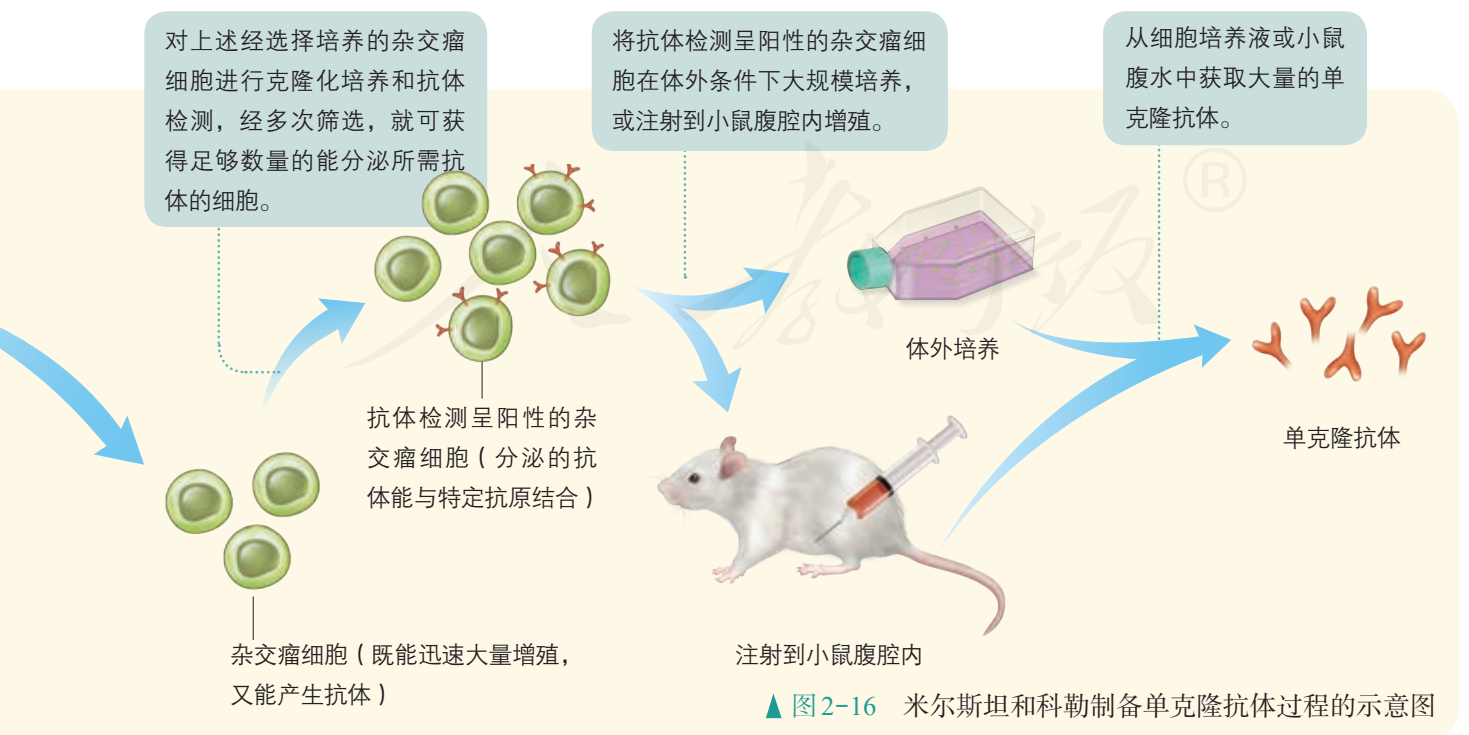 对上述经选择培养的杂交瘤
细胞进行克隆化培养和抗体
检测，经多次筛选，就可获
得足够数量的能分泌所需抗
体的细胞。
将抗体检测呈阳性的杂交瘤细
胞在体外条件下大规模培养，
或注射到小鼠腹腔内增殖。
从细胞培养液或小鼠
腹水中获取大量的单
克隆抗体。
人教版®
体外培养
抗体检测呈阳性的杂
交瘤细胞（分泌的抗
体能与特定抗原结合）
单克隆抗体
杂交瘤细胞（既能迅速大量增殖，
又能产生抗体）
注射到小鼠腹腔内
▲图2-16 米尔斯坦和科勒制备单克隆抗体过程的示意图